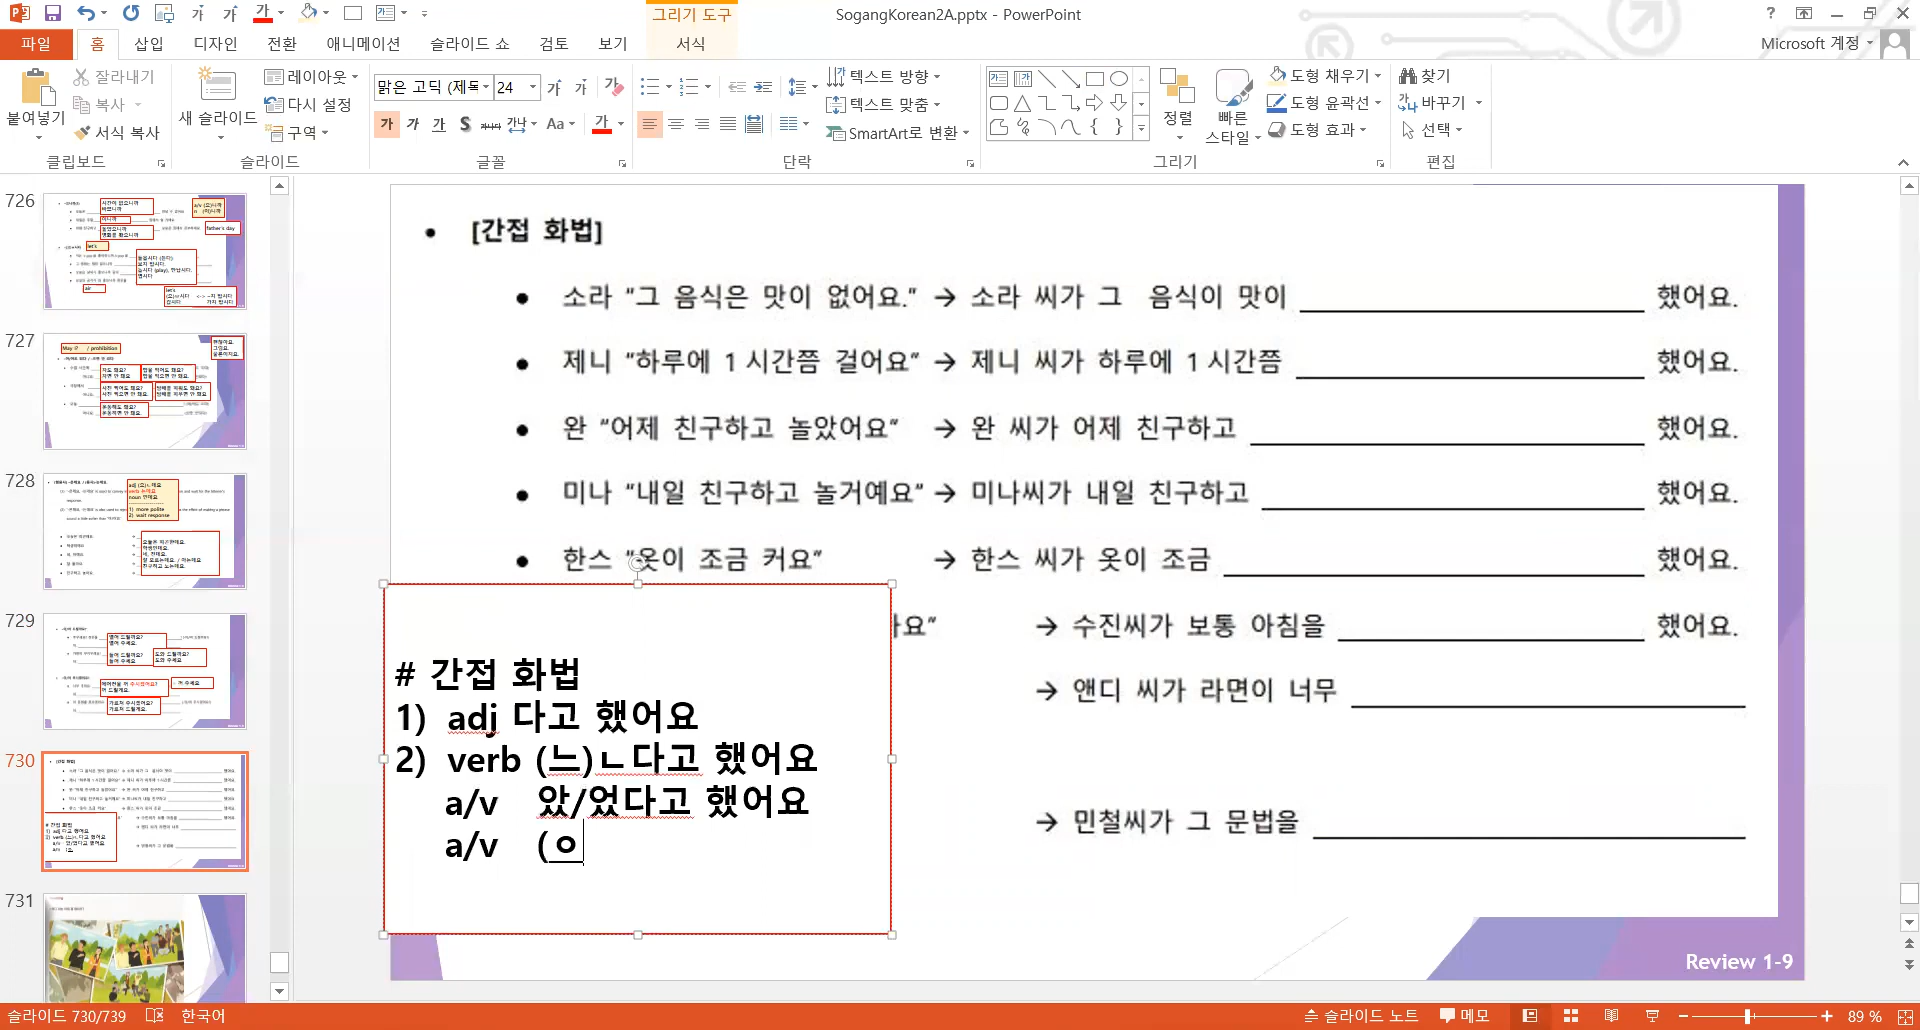 SogangKorean2A.pptx - PowerPoint
그리기 도구
파일 홈 삽입 디자인 전환 애니메이션 슬라이드 쇼 검토 보기 서식
Microsoft 계정
붙여넣기
잘라내기
복사
서식 복사
클립보드
새 슬라이드
레이아웃
다시 설정
구역
슬라이드
맑은 고딕 (제목 24
가 가 가 S 가나다 간 Aa 가
글꼴
텍스트 방향
텍스트 맞춤
SmartArt로 변환
단락
정렬
빠른 스타일
도형 채우기
도형 윤곽선
도형 효과
그리기
찾기
바꾸기
선택
편집
726
727
728
729
730
731
[간접 화법]
소라 "그 음식은 맛이 없어요." → 소라 씨가 그 음식이 맛이 ____ 했어요.
제니 "하루에 1시간쯤 걸어요" → 제니 씨가 하루에 1시간쯤 ____ 했어요.
완 "어제 친구하고 놀았어요" → 완 씨가 어제 친구하고 ____ 했어요.
미나 "내일 친구하고 놀거예요" → 미나씨가 내일 친구하고 ____ 했어요.
한스 "옷이 조금 커요" → 한스 씨가 옷이 조금 ____ 했어요.
요" → 수진씨가 보통 아침을 ____ 했어요.
→ 앤디 씨가 라면이 너무 ____
→ 민철씨가 그 문법을 ____
# 간접 화법
1) adj 다고 했어요
2) verb (느)ㄴ다고 했어요
a/v 았/었다고 했어요
a/v (ㅇ
Review 1-9
슬라이드 730/739 한국어
슬라이드 노트 메모 89 %